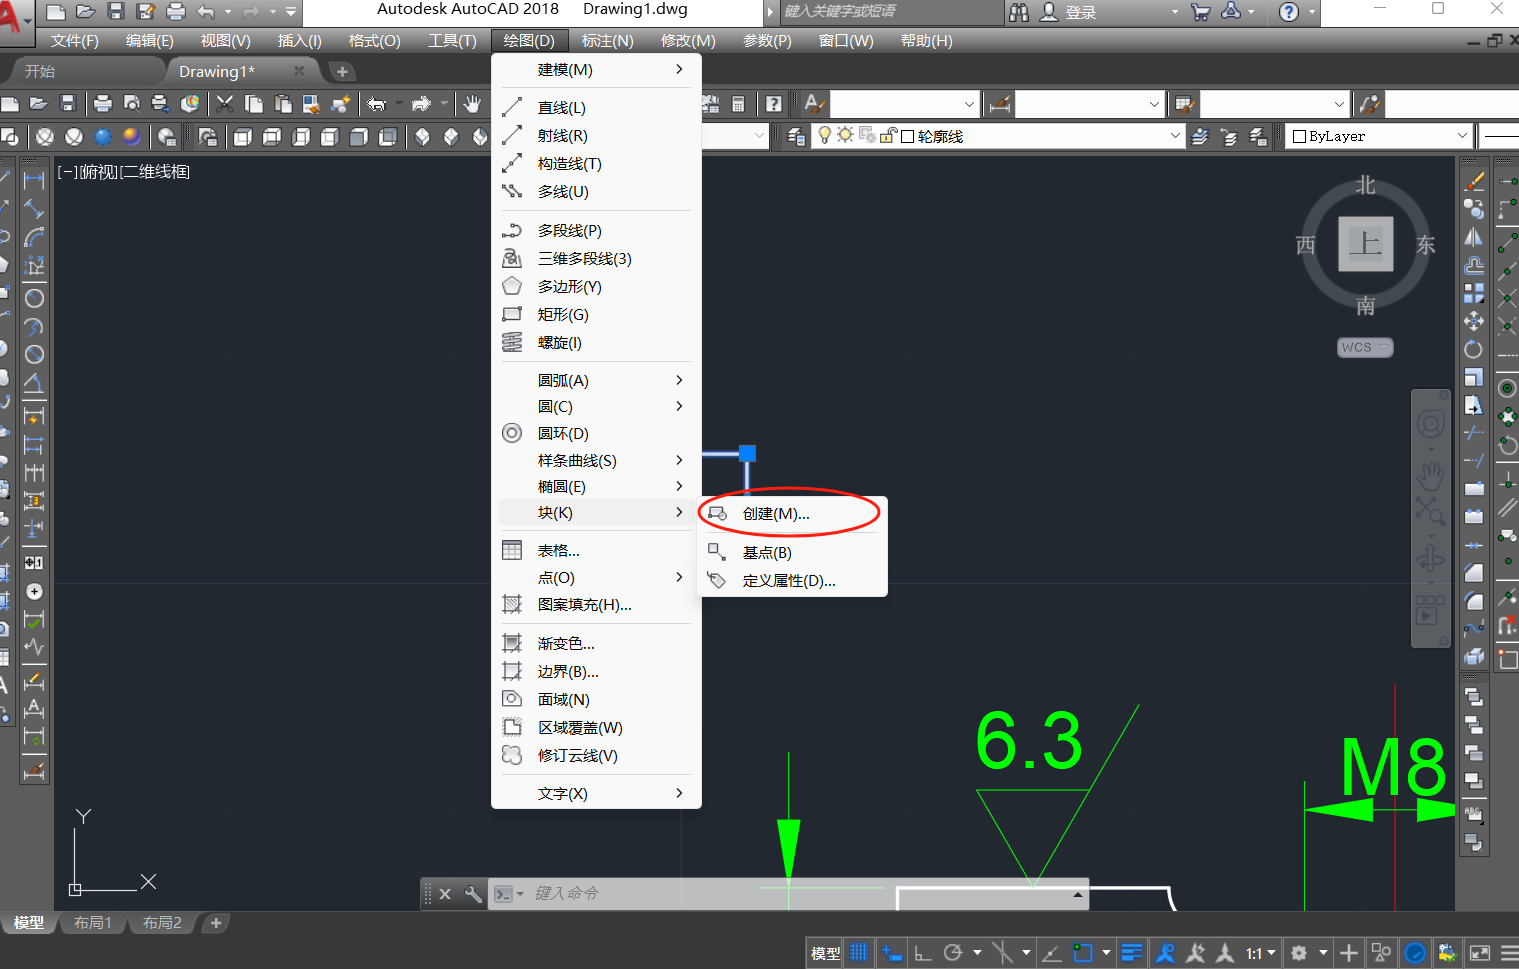 Autodesk AutoCAD 2018 Drawing1.dwg
键入关键字或短语
登录
文件(F) 编辑(E) 视图(V) 插入(I) 格式(O) 工具(T) 绘图(D) 标注(N) 修改(M) 参数(P) 窗口(W) 帮助(H)
开始 Drawing1*
轮廓线
ByLayer
[−][俯视][二维线框]
建模(M)
直线(L)
射线(R)
构造线(T)
多线(U)
多段线(P)
三维多段线(3)
多边形(Y)
矩形(G)
螺旋(I)
圆弧(A)
圆(C)
圆环(D)
样条曲线(S)
椭圆(E)
块(K)
表格...
点(O)
图案填充(H)...
渐变色...
边界(B)...
面域(N)
区域覆盖(W)
修订云线(V)
文字(X)
创建(M)...
基点(B)
定义属性(D)...
北
西 上 东
南
WCS
6.3
M8
Y
X
键入命令
模型 布局1 布局2
模型
1:1